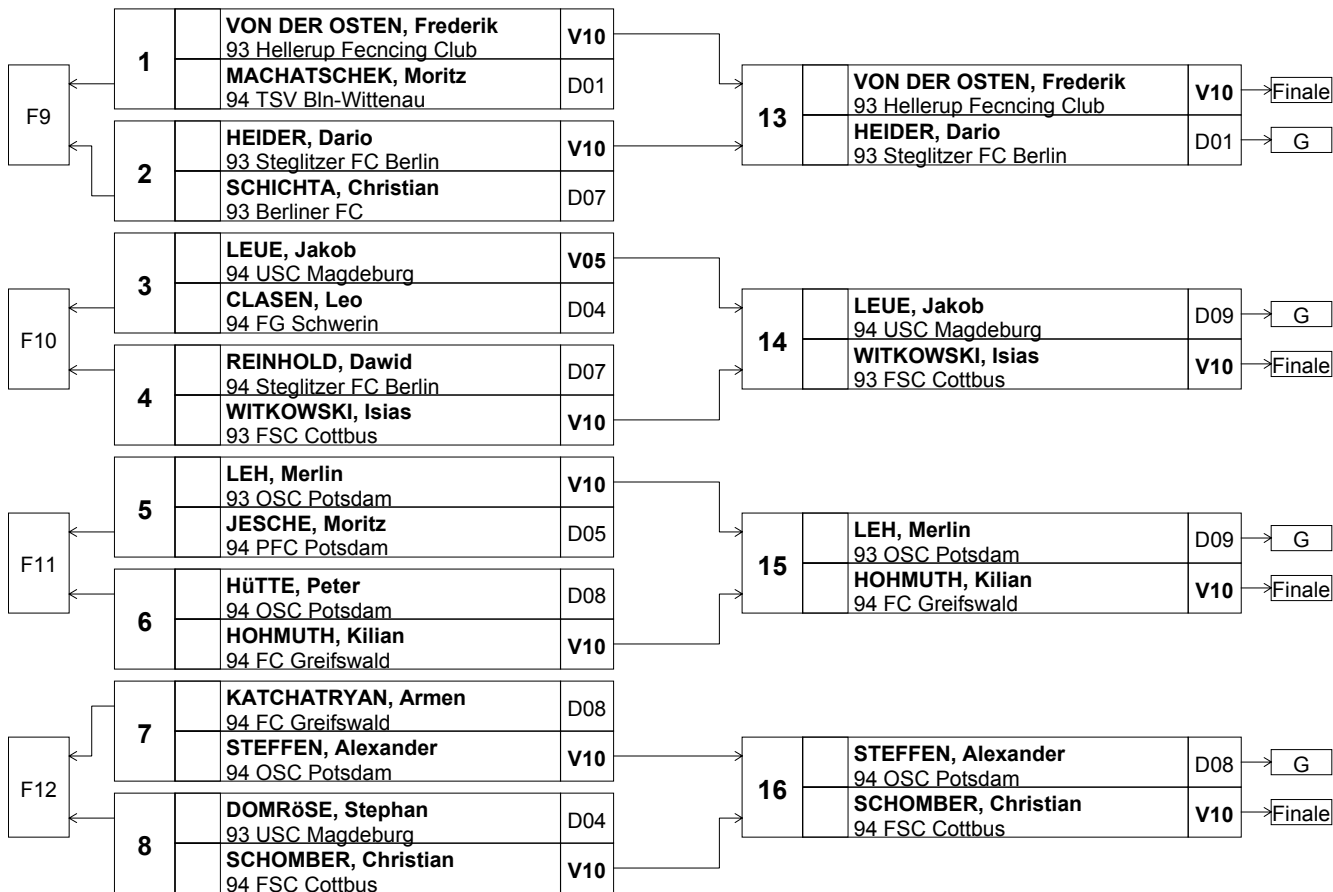 VON DER OSTEN, Frederik
93 Hellerup Fecncing Club
V10
1
MACHATSCHEK, Moritz
94 TSV Bln-Wittenau
D01
F9
HEIDER, Dario
93 Steglitzer FC Berlin
V10
2
SCHICHTA, Christian
93 Berliner FC
D07
VON DER OSTEN, Frederik
93 Hellerup Fecncing Club
V10
Finale
13
HEIDER, Dario
93 Steglitzer FC Berlin
D01
G
LEUE, Jakob
94 USC Magdeburg
V05
3
CLASEN, Leo
94 FG Schwerin
D04
F10
REINHOLD, Dawid
94 Steglitzer FC Berlin
D07
4
WITKOWSKI, Isias
93 FSC Cottbus
V10
LEUE, Jakob
94 USC Magdeburg
D09
G
14
WITKOWSKI, Isias
93 FSC Cottbus
V10
Finale
LEH, Merlin
93 OSC Potsdam
V10
5
JESCHE, Moritz
94 PFC Potsdam
D05
F11
HüTTE, Peter
94 OSC Potsdam
D08
6
HOHMUTH, Kilian
94 FC Greifswald
V10
LEH, Merlin
93 OSC Potsdam
D09
G
15
HOHMUTH, Kilian
94 FC Greifswald
V10
Finale
KATCHATRYAN, Armen
94 FC Greifswald
D08
7
STEFFEN, Alexander
94 OSC Potsdam
V10
F12
DOMRöSE, Stephan
93 USC Magdeburg
D04
8
SCHOMBER, Christian
94 FSC Cottbus
V10
STEFFEN, Alexander
94 OSC Potsdam
D08
G
16
SCHOMBER, Christian
94 FSC Cottbus
V10
Finale